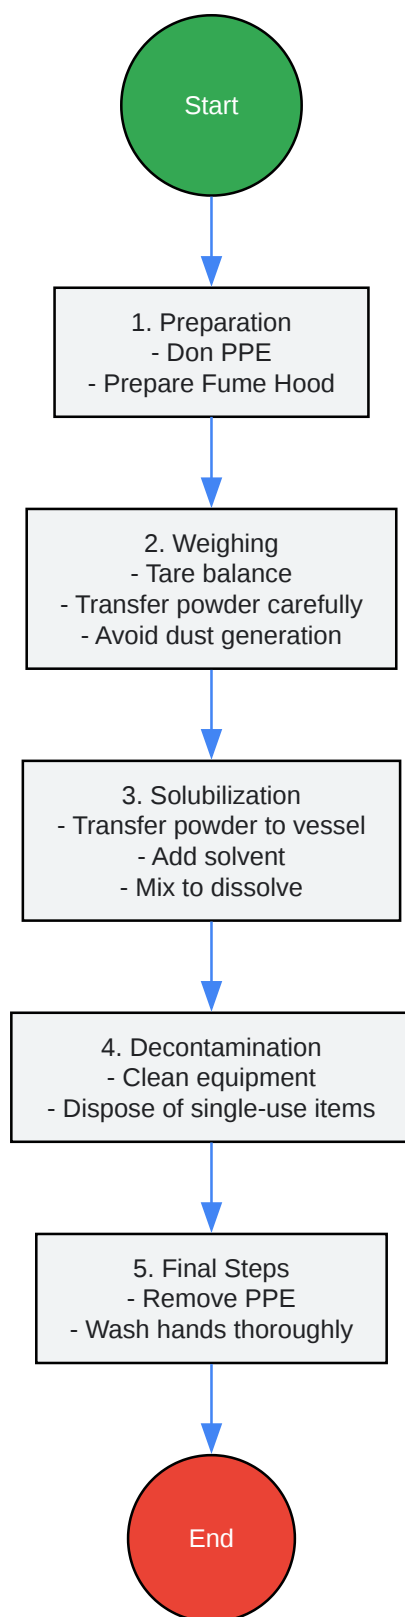 Start
1. Preparation
- Don PPE
- Prepare Fume Hood
2. Weighing
- Tare balance
- Transfer powder carefully
- Avoid dust generation
3. Solubilization
- Transfer powder to vessel
- Add solvent
- Mix to dissolve
4. Decontamination
- Clean equipment
- Dispose of single-use items
5. Final Steps
- Remove PPE
- Wash hands thoroughly
End